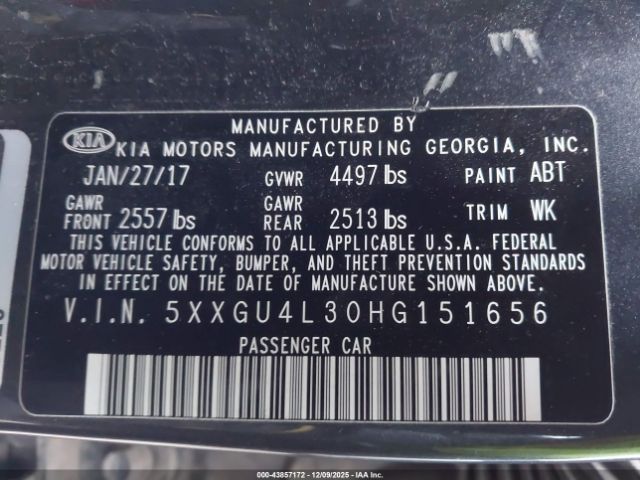 MANUFACTURED BY
KIA KIA MOTORS MANUFACTURING GEORGIA, INC.
JAN/27/17 GVWR 4497 lbs PAINT ABT
GAWR FRONT 2557 lbs GAWR REAR 2513 lbs TRIM WK
THIS VEHICLE CONFORMS TO ALL APPLICABLE U.S.A. FEDERAL
MOTOR VEHICLE SAFETY, BUMPER, AND THEFT PREVENTION STANDARDS
IN EFFECT ON THE DATE OF MANUFACTURE SHOWN ABOVE.
V.I.N. 5XXGU4L30HG151656
PASSENGER CAR
000-43857172 - 12/09/2025 - IAAI.COM